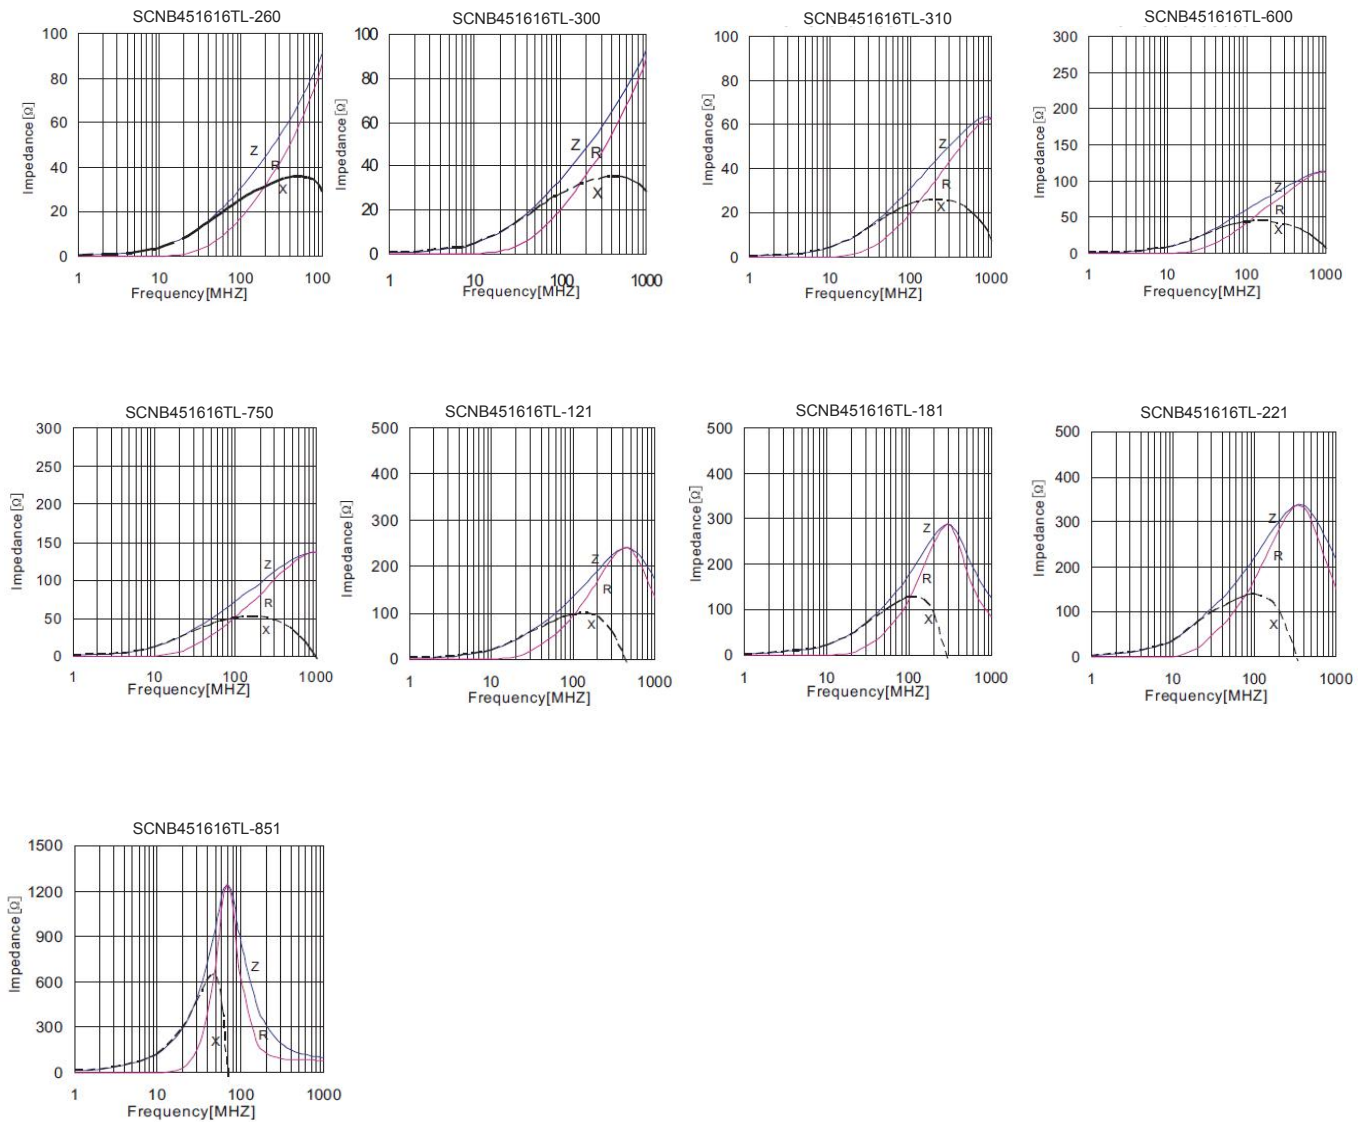 SCNB451616TL-260
100
80
60
40
20
0
Impedance[Ω]
Z
R
X
1
10
100
100
Frequency[MHZ]
SCNB451616TL-300
100
80
60
40
20
0
Impedance[Ω]
Z
R
X
1
10
100
1000
Frequency[MHZ]
SCNB451616TL-310
100
80
60
40
20
0
Impedance[Ω]
Z
R
X
1
10
100
1000
Frequency[MHZ]
SCNB451616TL-600
300
250
200
150
100
50
0
Impedance[Ω]
Z
R
X
1
10
100
1000
Frequency[MHZ]
SCNB451616TL-750
300
250
200
150
100
50
0
Impedance[Ω]
Z
R
X
1
10
100
1000
Frequency[MHZ]
SCNB451616TL-121
500
400
300
200
100
0
Impedance[Ω]
Z
R
X
1
10
100
1000
Frequency[MHZ]
SCNB451616TL-181
500
400
300
200
100
0
Impedance[Ω]
Z
R
X
1
10
100
1000
Frequency[MHZ]
SCNB451616TL-221
500
400
300
200
100
0
Impedance[Ω]
Z
R
X
1
10
100
1000
Frequency[MHZ]
SCNB451616TL-851
1500
1200
900
600
300
0
Impedance[Ω]
Z
R
X
1
10
100
1000
Frequency[MHZ]